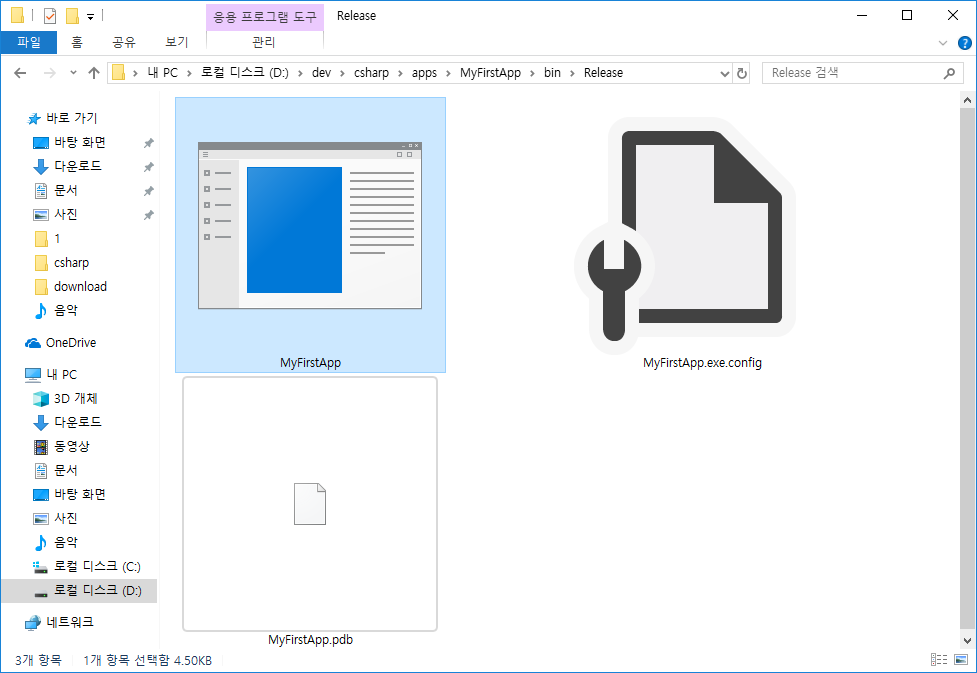 응용 프로그램 도구
Release
파일
홈
공유
보기
관리
내 PC
로컬 디스크 (D:)
dev
csharp
apps
MyFirstApp
bin
Release
Release 검색
바로 가기
바탕 화면
다운로드
문서
사진
1
csharp
download
음악
OneDrive
내 PC
3D 개체
다운로드
동영상
문서
바탕 화면
사진
음악
로컬 디스크 (C:)
로컬 디스크 (D:)
네트워크
MyFirstApp
MyFirstApp.exe.config
MyFirstApp.pdb
3개 항목
1개 항목 선택함 4.50KB